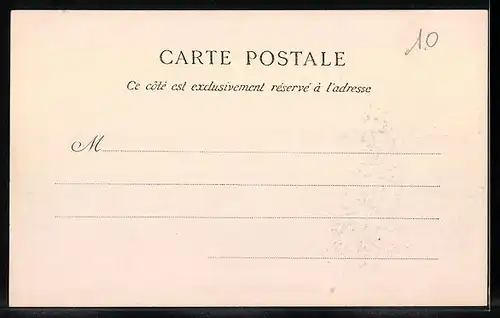 10
CARTE POSTALE
Ce côté est exclusivement réservé à l'adresse
M